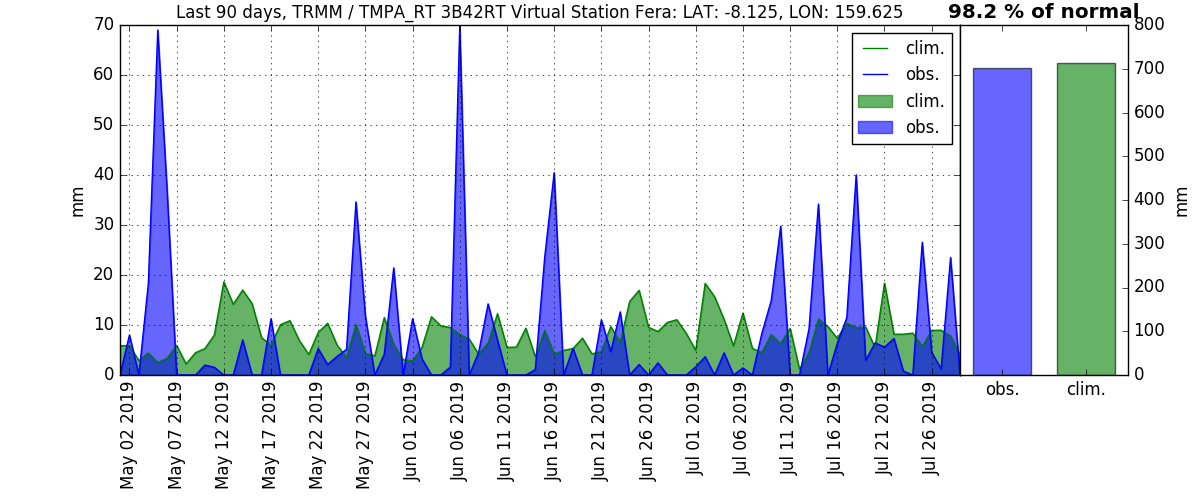 Last 90 days, TRMM / TMPA_RT 3B42RT Virtual Station Fera: LAT: -8.125, LON: 159.625
98.2 % of normal
70
60
50
40
30
20
10
0
mm
clim.
obs.
clim.
obs.
800
700
600
500
400
300
200
100
0
mm
obs.
clim.
May 02 2019
May 07 2019
May 12 2019
May 17 2019
May 22 2019
May 27 2019
Jun 01 2019
Jun 06 2019
Jun 11 2019
Jun 16 2019
Jun 21 2019
Jun 26 2019
Jul 01 2019
Jul 06 2019
Jul 11 2019
Jul 16 2019
Jul 21 2019
Jul 26 2019